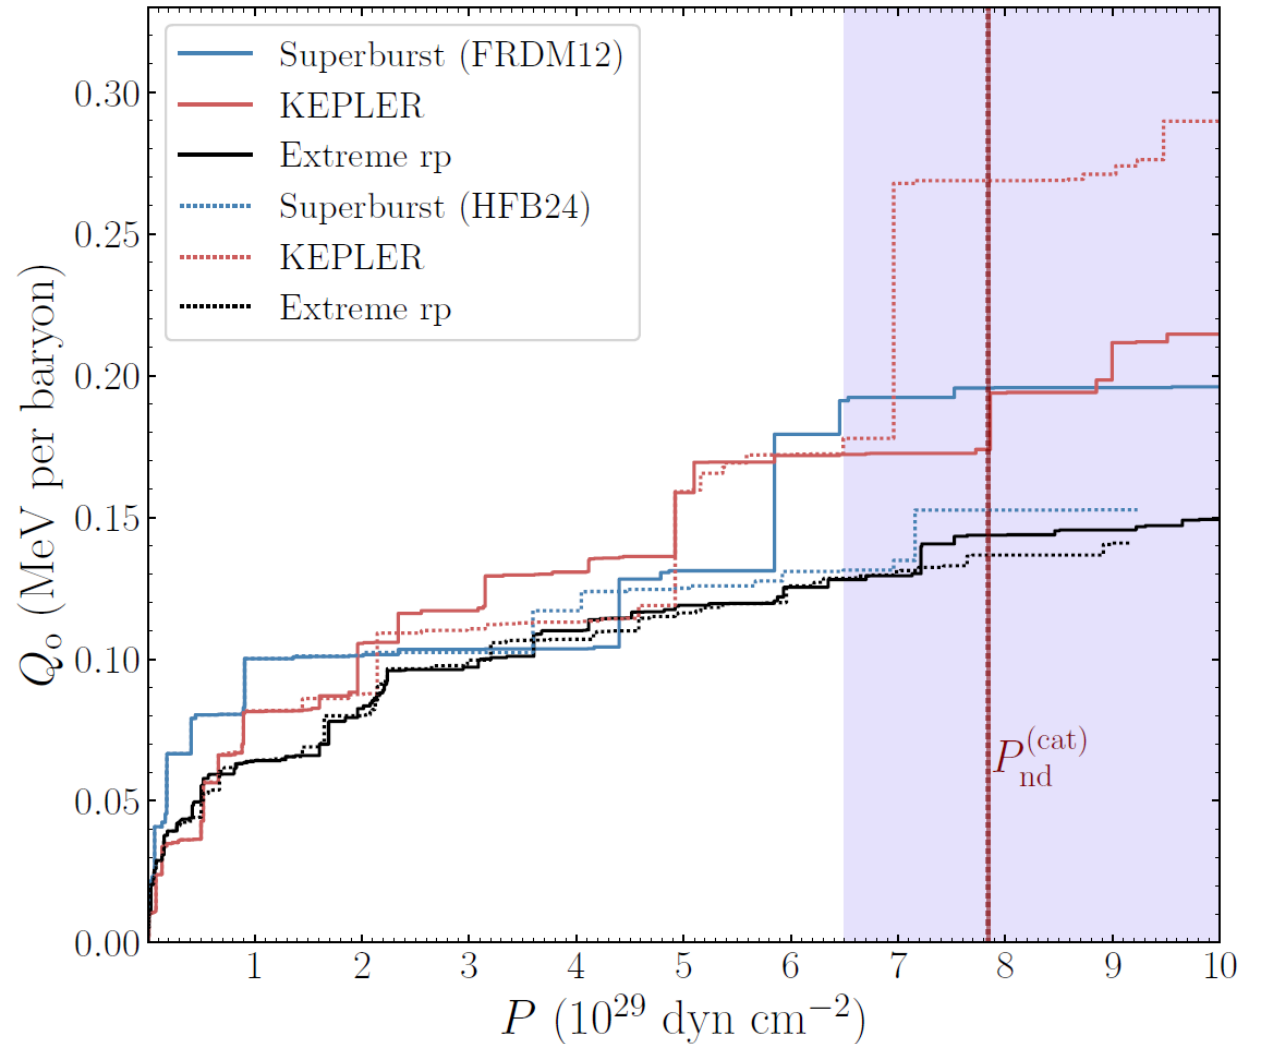 Superburst (FRDM12)
KEPLER
Extreme rp
Superburst (HFB24)
KEPLER
Extreme rp
0.30
0.25
0.20
0.15
0.10
0.05
0.00
Q_o (MeV per baryon)
P_nd^(cat)
1 2 3 4 5 6 7 8 9 10
P (10^29 dyn cm^−2)